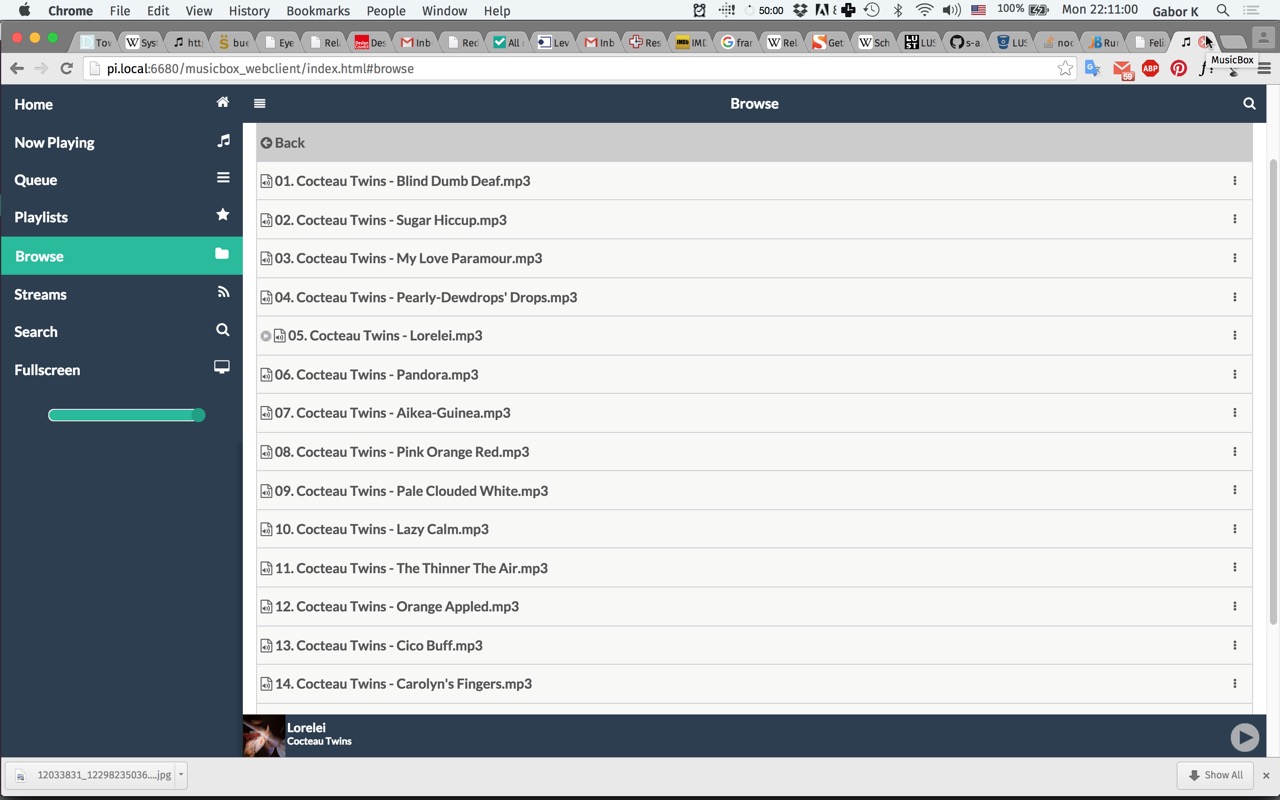 Chrome File Edit View History Bookmarks People Window Help 50:00 100% Mon 22:11:00 Gabor K
Tov Sys htt bue Eye Rel Des Inb Rec All Lev Inb Res IMD fran Rel Get Sch LUS s-a LUS noc Rui Feli
pi.local:6680/musicbox_webclient/index.html#browse 59 ABP
MusicBox
Home
Now Playing
Queue
Playlists
Browse
Streams
Search
Fullscreen
Browse
Back
01. Cocteau Twins - Blind Dumb Deaf.mp3
02. Cocteau Twins - Sugar Hiccup.mp3
03. Cocteau Twins - My Love Paramour.mp3
04. Cocteau Twins - Pearly-Dewdrops' Drops.mp3
05. Cocteau Twins - Lorelei.mp3
06. Cocteau Twins - Pandora.mp3
07. Cocteau Twins - Aikea-Guinea.mp3
08. Cocteau Twins - Pink Orange Red.mp3
09. Cocteau Twins - Pale Clouded White.mp3
10. Cocteau Twins - Lazy Calm.mp3
11. Cocteau Twins - The Thinner The Air.mp3
12. Cocteau Twins - Orange Appled.mp3
13. Cocteau Twins - Cico Buff.mp3
14. Cocteau Twins - Carolyn's Fingers.mp3
Lorelei
Cocteau Twins
12033831_12298235036....jpg
Show All